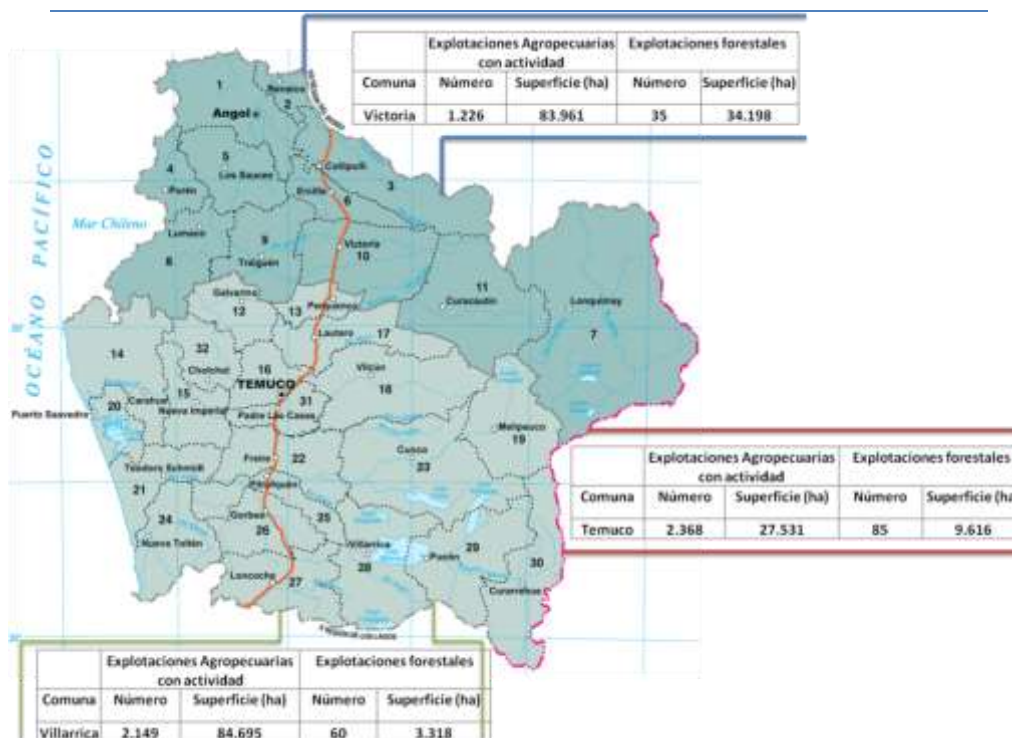 Explotaciones Agropecuarias con actividad Explotaciones forestales
Comuna Número Superficie (ha) Número Superficie (ha)
Victoria 1.226 83.961 35 34.198
OCÉANO PACÍFICO
Mar Chileno
1
Renaico
2
Angol
5
Los Sauces
4
Purén
Collipulli
3
Ercilla
6
Lumaco
8
9
Traiguén
Victoria
10
11
Curacautín
Lonquimay
7
Galvarino
12
13
Perquenco
Lautaro
17
14
32
Cholchol
16
Vilcún
18
TEMUCO
15
31
Carahue
Nueva Imperial
Padre Las Casas
20
Puerto Saavedra
Melipeuco
19
Cunco
23
Freire
22
Teodoro Schmidt
21
Pitrufquén
Gorbea
26
25
24
Nueva Toltén
Villarrica
28
Pucón
29
30
Curarrehue
Loncoche
27
Explotaciones Agropecuarias con actividad Explotaciones forestales
Comuna Número Superficie (ha) Número Superficie (ha
Temuco 2.368 27.531 85 9.616
Explotaciones Agropecuarias con actividad Explotaciones forestales
Comuna Número Superficie (ha) Número Superficie (ha)
Villarrica 2.149 84.695 60 3.318